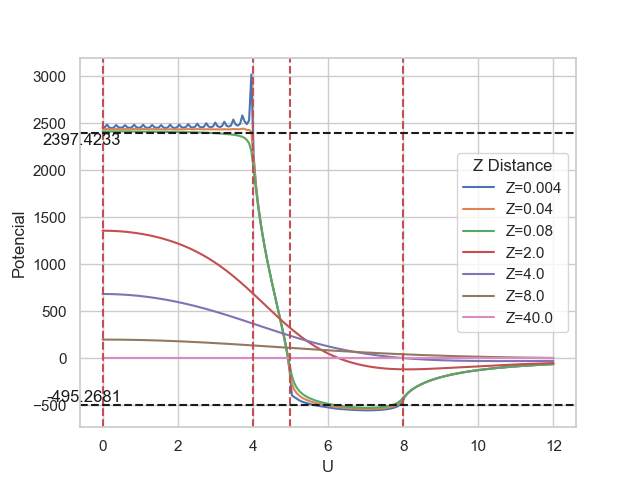 3000
2500
2397.4233
2000
1500
1000
500
0
-495.2681
−500
Potencial
0
2
4
6
8
10
12
U
Z Distance
Z=0.004
Z=0.04
Z=0.08
Z=2.0
Z=4.0
Z=8.0
Z=40.0